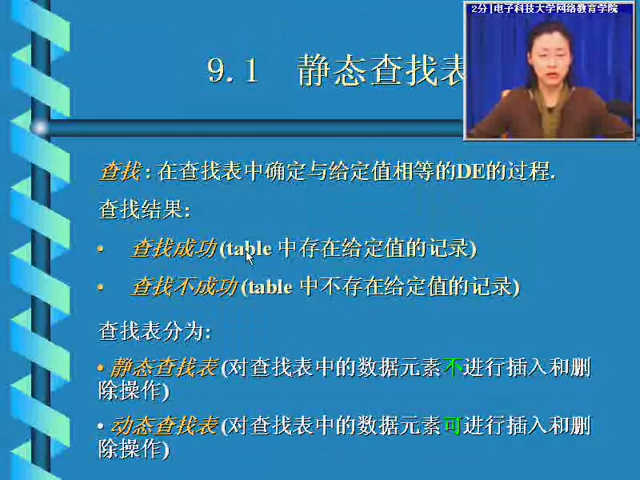 2分|电子科技大学网络教育学院
9.1 静态查找表
查找: 在查找表中确定与给定值相等的DE的过程.
查找结果:
• 查找成功(table 中存在给定值的记录)
• 查找不成功(table 中不存在给定值的记录)
查找表分为:
• 静态查找表(对查找表中的数据元素不进行插入和删
除操作)
• 动态查找表(对查找表中的数据元素可进行插入和删
除操作)